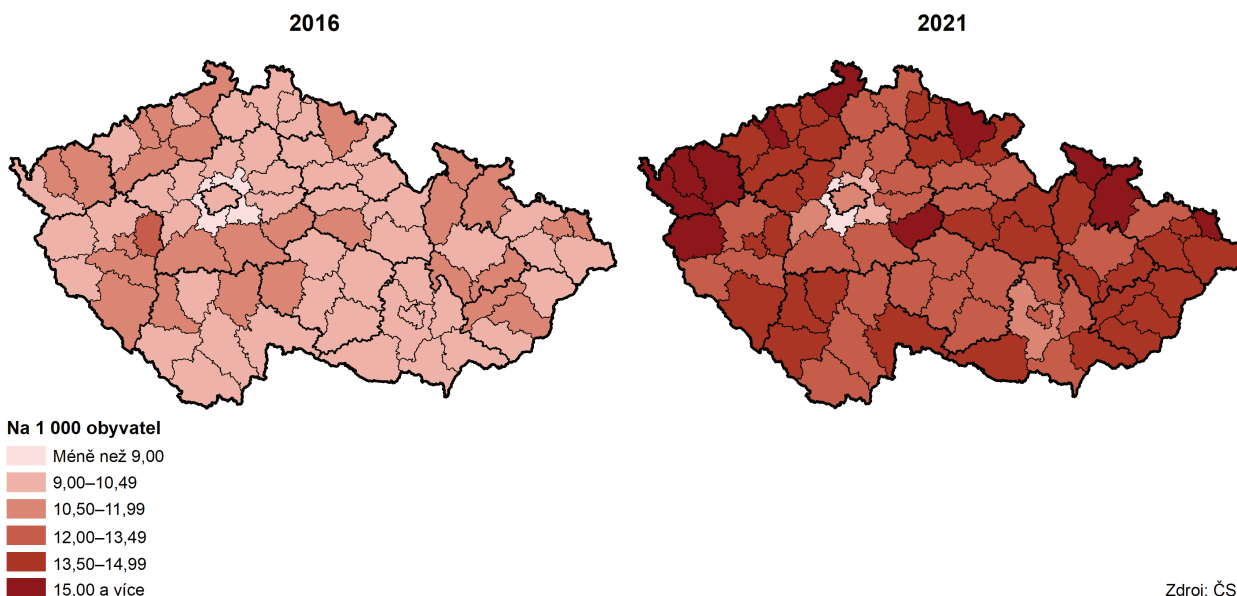 2016
2021
Na 1 000 obyvatel
Méně než 9,00
9,00–10,49
10,50–11,99
12,00–13,49
13,50–14,99
15,00 a více
Zdroj: ČS